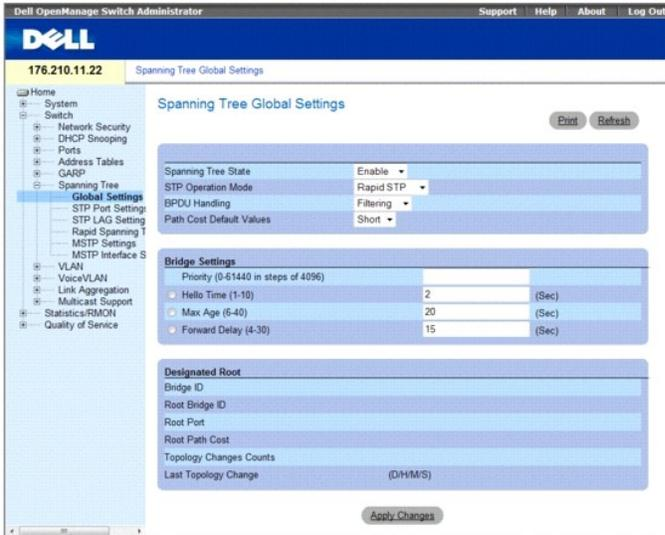 Dell OpenManage Switch Administrator Support Help About Log Out
DELL
176.210.11.22 Spanning Tree Global Settings
Home
System
Switch
Network Security
DHCP Snooping
Ports
Address Tables
GARP
Spanning Tree
Global Settings
STP Port Settings
STP LAG Setting
Rapid Spanning T
MSTP Settings
MSTP Interface S
VLAN
VoiceVLAN
Link Aggregation
Multicast Support
Statistics/RMON
Quality of Service
Spanning Tree Global Settings
Print Refresh
Spanning Tree State Enable
STP Operation Mode Rapid STP
BPDU Handling Filtering
Path Cost Default Values Short
Bridge Settings
Priority (0-61440 in steps of 4096)
Hello Time (1-10) 2 (Sec)
Max Age (6-40) 20 (Sec)
Forward Delay (4-30) 15 (Sec)
Designated Root
Bridge ID
Root Bridge ID
Root Port
Root Path Cost
Topology Changes Counts
Last Topology Change (D/H/M/S)
Apply Changes